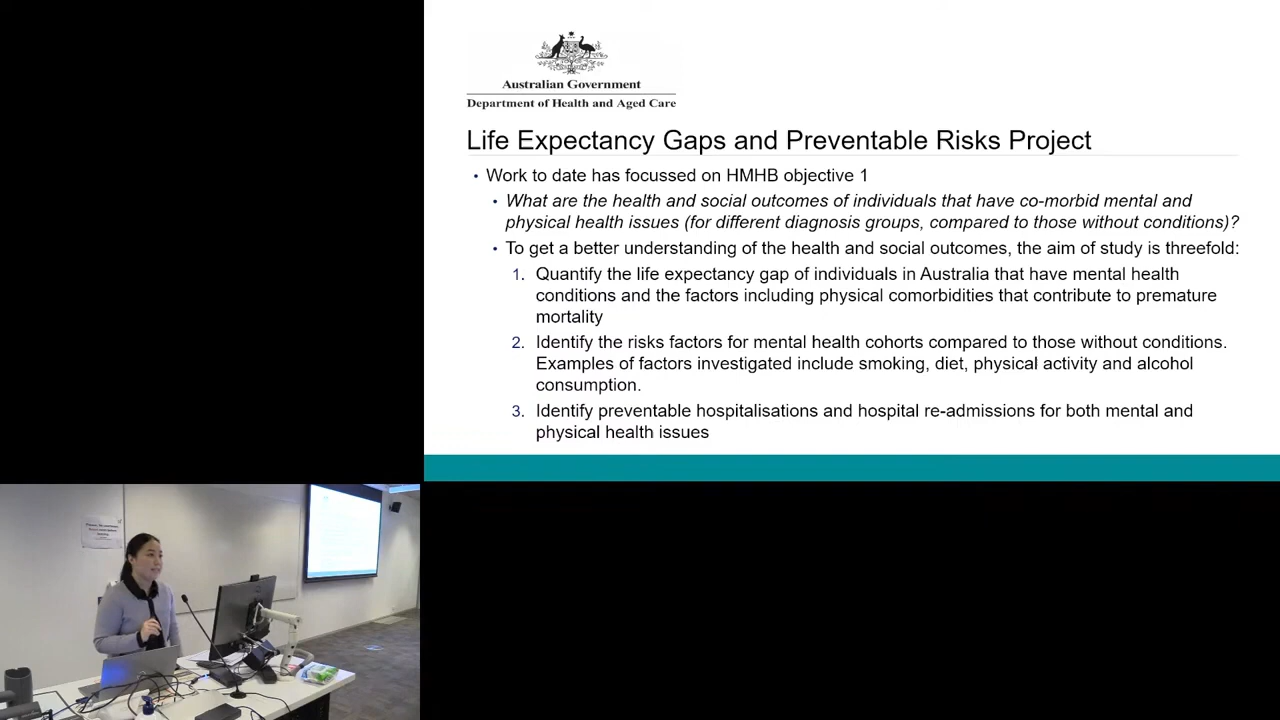 Australian Government
Department of Health and Aged Care
Life Expectancy Gaps and Preventable Risks Project
• Work to date has focussed on HMHB objective 1
• What are the health and social outcomes of individuals that have co-morbid mental and
physical health issues (for different diagnosis groups, compared to those without conditions)?
• To get a better understanding of the health and social outcomes, the aim of study is threefold:
1. Quantify the life expectancy gap of individuals in Australia that have mental health
conditions and the factors including physical comorbidities that contribute to premature
mortality
2. Identify the risks factors for mental health cohorts compared to those without conditions.
Examples of factors investigated include smoking, diet, physical activity and alcohol
consumption.
3. Identify preventable hospitalisations and hospital re-admissions for both mental and
physical health issues